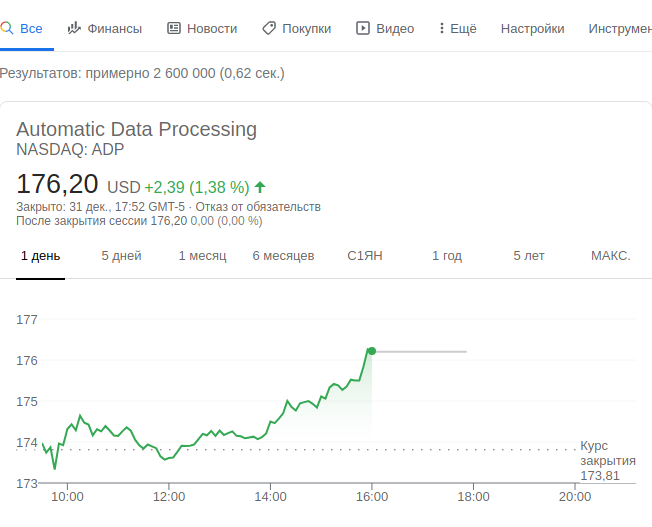 Все Финансы Новости Покупки Видео Ещё Настройки Инструмен
Результатов: примерно 2 600 000 (0,62 сек.)
Automatic Data Processing
NASDAQ: ADP
176,20 USD +2,39 (1,38 %)
Закрыто: 31 дек., 17:52 GMT-5 · Отказ от обязательств
После закрытия сессии 176,20 0,00 (0,00 %)
1 день 5 дней 1 месяц 6 месяцев С1ЯН 1 год 5 лет МАКС.
177
176
175
174
173
Курс
закрытия
173,81
10:00 12:00 14:00 16:00 18:00 20:00